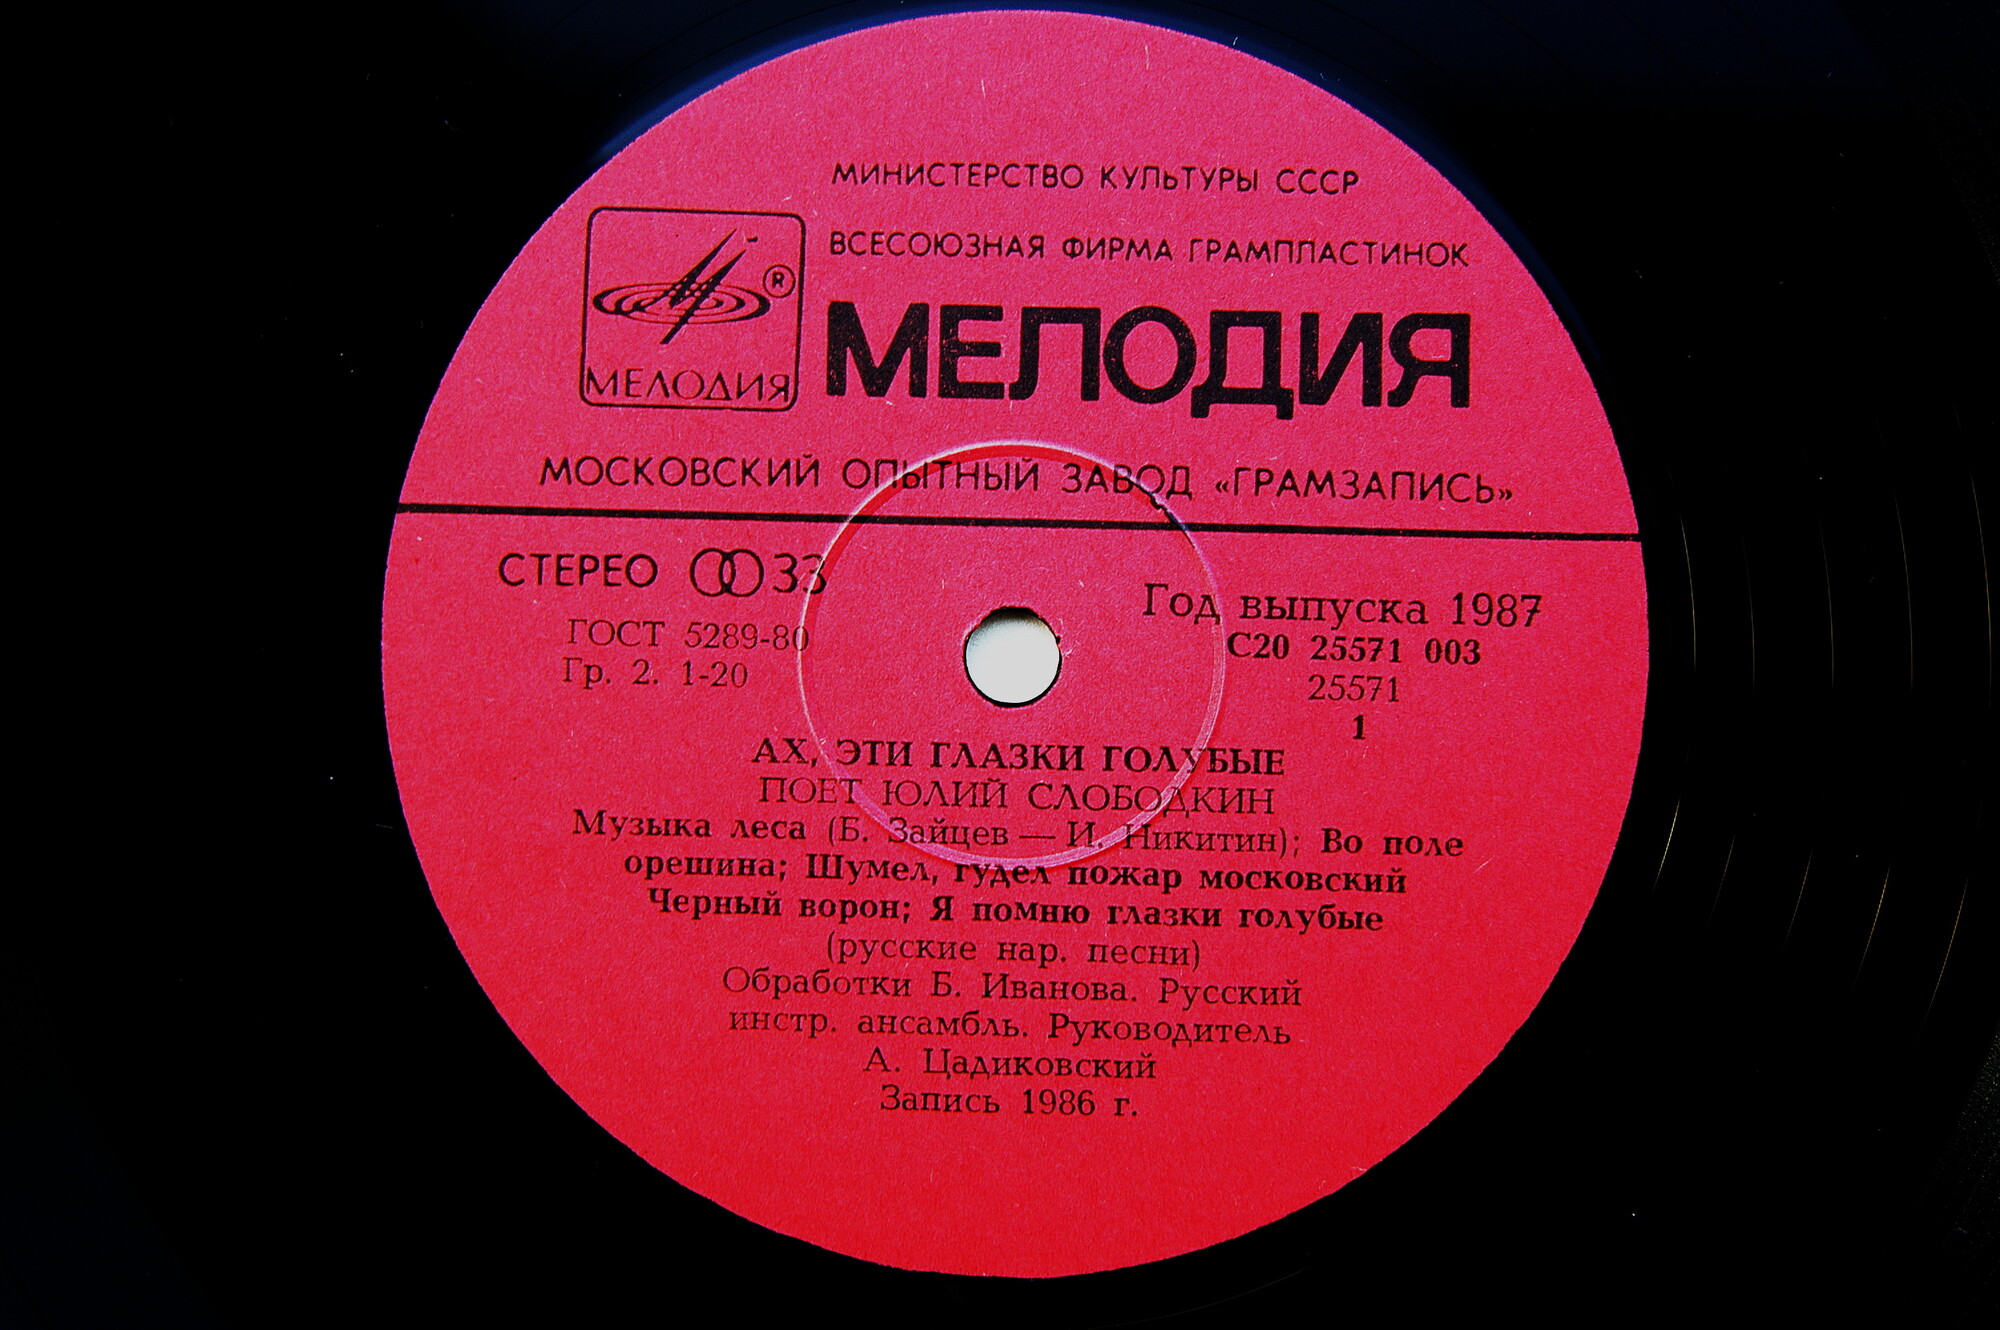 МИНИСТЕРСТВО КУЛЬТУРЫ СССР
ВСЕСОЮЗНАЯ ФИРМА ГРАМПЛАСТИНОК
®
МЕЛОДИЯ
МЕЛОДИЯ
МОСКОВСКИЙ ОПЫТНЫЙ ЗАВОД «ГРАМЗАПИСЬ»
СТЕРЕО 33
ГОСТ 5289-80
Гр. 2. 1-20
Год выпуска 1987
С20 25571 003
25571
1
АХ, ЭТИ ГЛАЗКИ ГОЛУБЫЕ
ПОЕТ ЮЛИЙ СЛОБОДКИН
Музыка леса (Б. Зайцев — И. Никитин); Во поле
орешина; Шумел, гудел пожар московский
Черный ворон; Я помню глазки голубые
(русские нар. песни)
Обработки Б. Иванова. Русский
инстр. ансамбль. Руководитель
А. Цадиковский
Запись 1986 г.